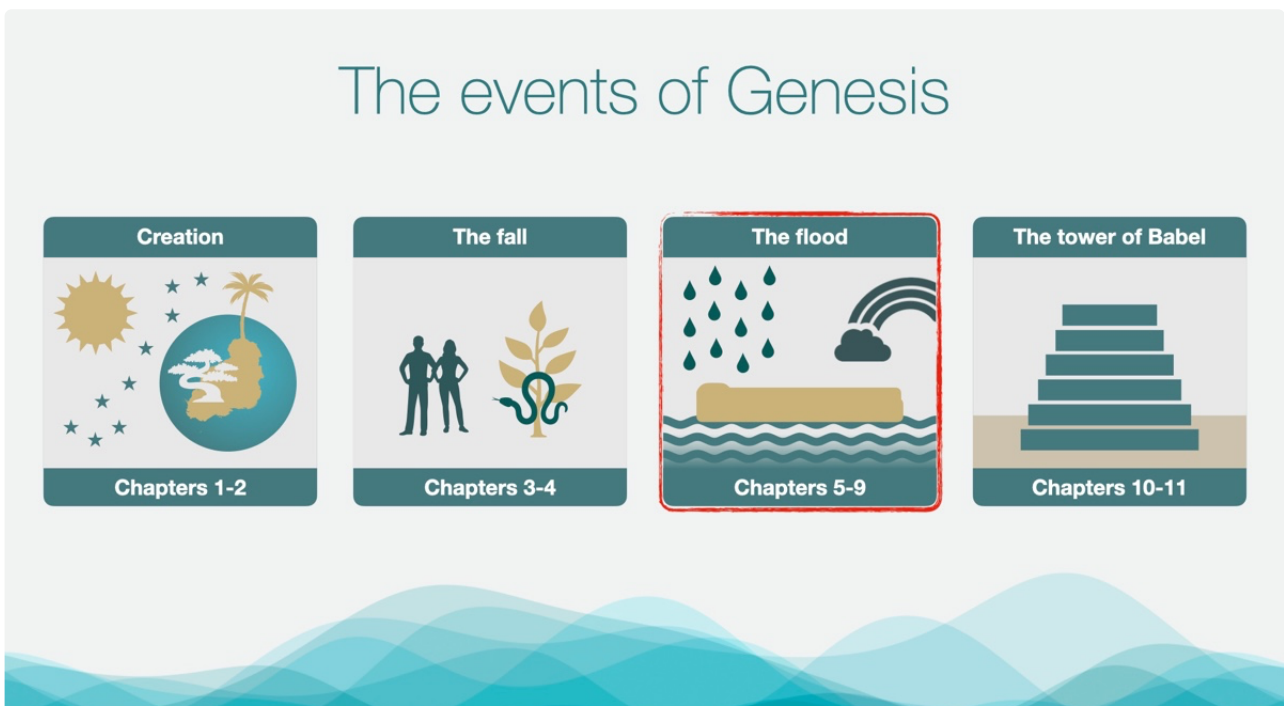 The events of Genesis
Creation
Chapters 1-2
The fall
Chapters 3-4
The flood
Chapters 5-9
The tower of Babel
Chapters 10-11